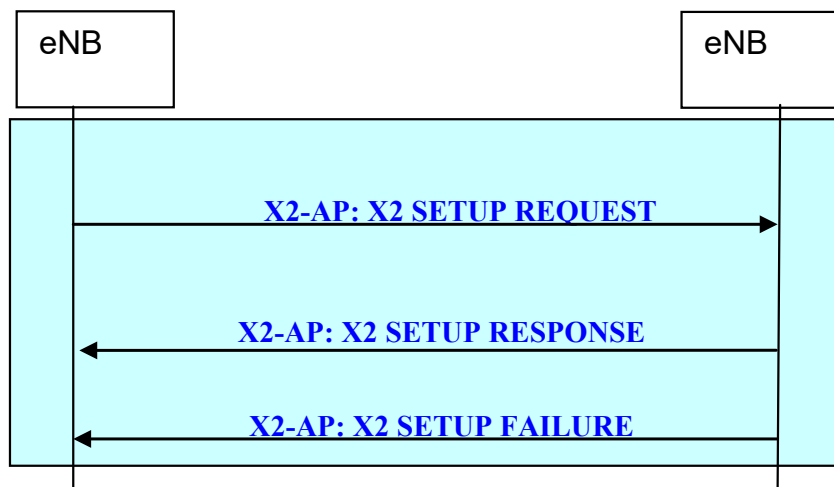 eNB
eNB
X2-AP: X2 SETUP REQUEST
X2-AP: X2 SETUP RESPONSE
X2-AP: X2 SETUP FAILURE